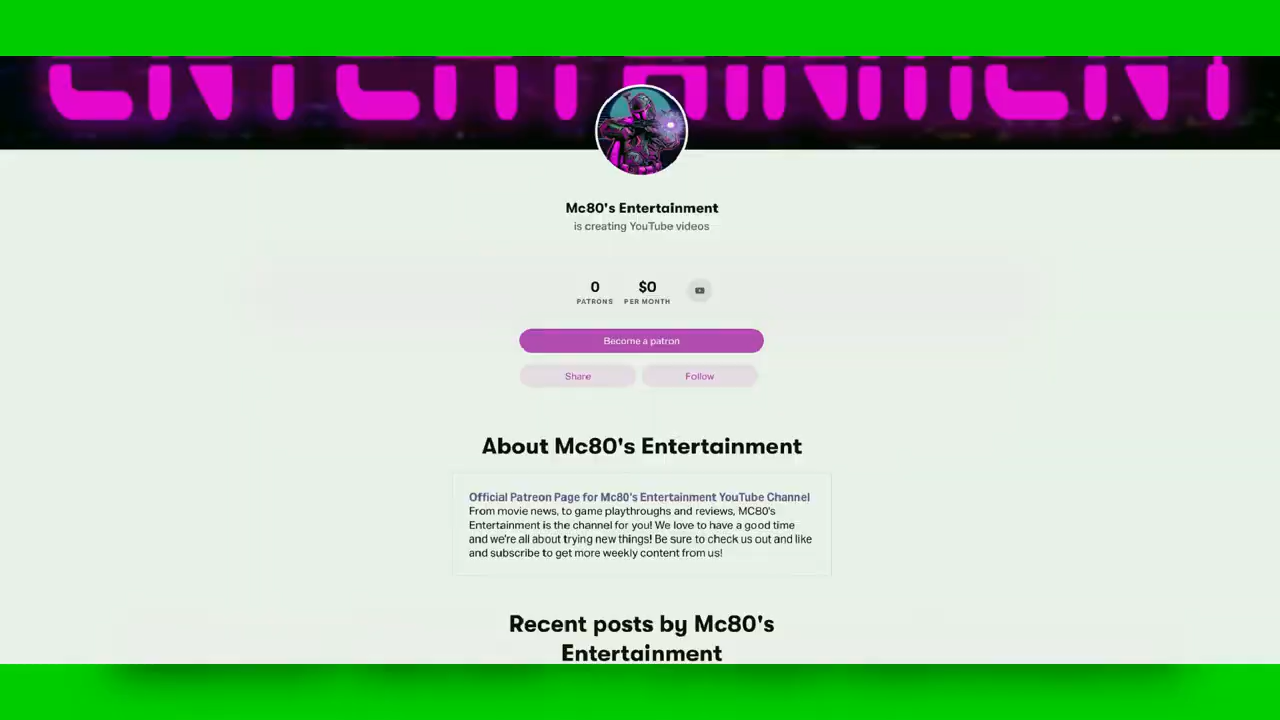 ENTERTAINMENT
Mc80's Entertainment
is creating YouTube videos
0 $0
PATRONS PER MONTH
Become a patron
Share Follow
About Mc80's Entertainment
Official Patreon Page for Mc80's Entertainment YouTube Channel
From movie news, to game playthroughs and reviews, MC80's
Entertainment is the channel for you! We love to have a good time
and we're all about trying new things! Be sure to check us out and like
and subscribe to get more weekly content from us!
Recent posts by Mc80's
Entertainment